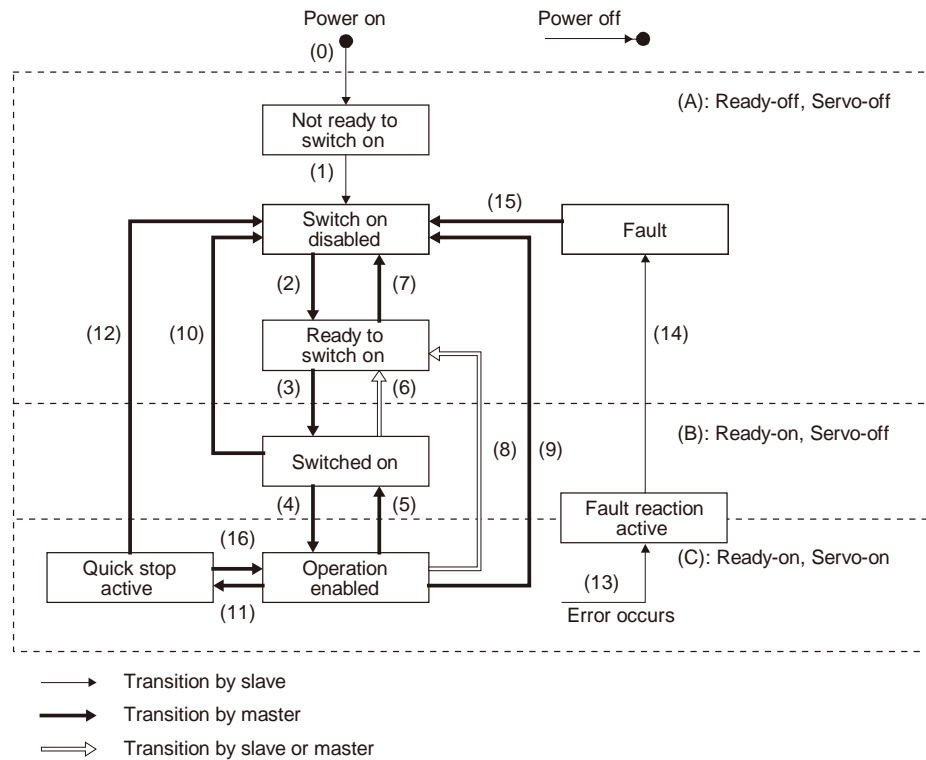 Power on
Power off
(0)
(A): Ready-off, Servo-off
Not ready to
switch on
(1)
Switch on
disabled
(15)
Fault
(2)
(7)
(12)
(10)
(14)
Ready to
switch on
(3)
(6)
(B): Ready-on, Servo-off
(8)
(9)
Switched on
(4)
(5)
Fault reaction
active
(16)
(C): Ready-on, Servo-on
Quick stop
active
Operation
enabled
(11)
(13)
Error occurs
Transition by slave
Transition by master
Transition by slave or master